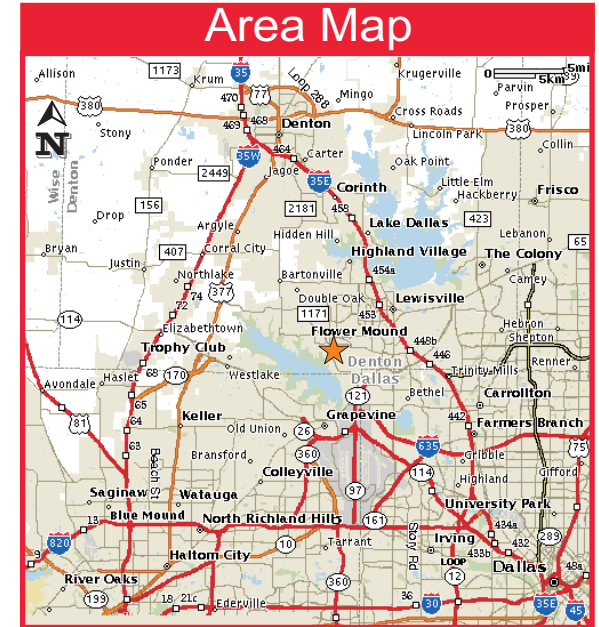 Area Map
Allison
1173
Krum
35
Loop 288
Krugerville
0 5mi
5km
89
470
77
Mingo
Parvin
380
Cross Roads
Prosper
469
468
Denton
Lincoln Park
380
N
Stony
464
Carter
Collin
Ponder
35W
Jagoe
Oak Point
Wise
Denton
2449
35E
Corinth
Little Elm
Hackberry
Frisco
156
2181
458
423
Drop
Argyle
Lake Dallas
Hidden Hill
Lebanon
65
Bryan
407
Corral City
Highland Village
The Colony
Justin
Northlake
Bartonville
454a
Camey
74
377
Double Oak
Lewisville
72
1171
453
114
Elizabethtown
Flower Mound
Hebron
Shepton
Trophy Club
448b
Denton
Dallas
446
Renner
Haslet
68
170
Westlake
Trinity Mills
Avondale
121
Bethel
Carrollton
65
Keller
Grapevine
442
81
64
Old Union
26
Farmers Branch
63
Bransford
360
635
75
Beach St
Colleyville
114
Gribble
Gifford
Highland
Saginaw
Watauga
97
University Park
13
Blue Mound
North Richland Hills
161
434a
820
Irving
432
289
9
10
Tarrant
Story Rd
433b
Haltom City
LOOP
12
Dallas
48a
River Oaks
360
199
18
21c
Ederville
36
30
35E
45